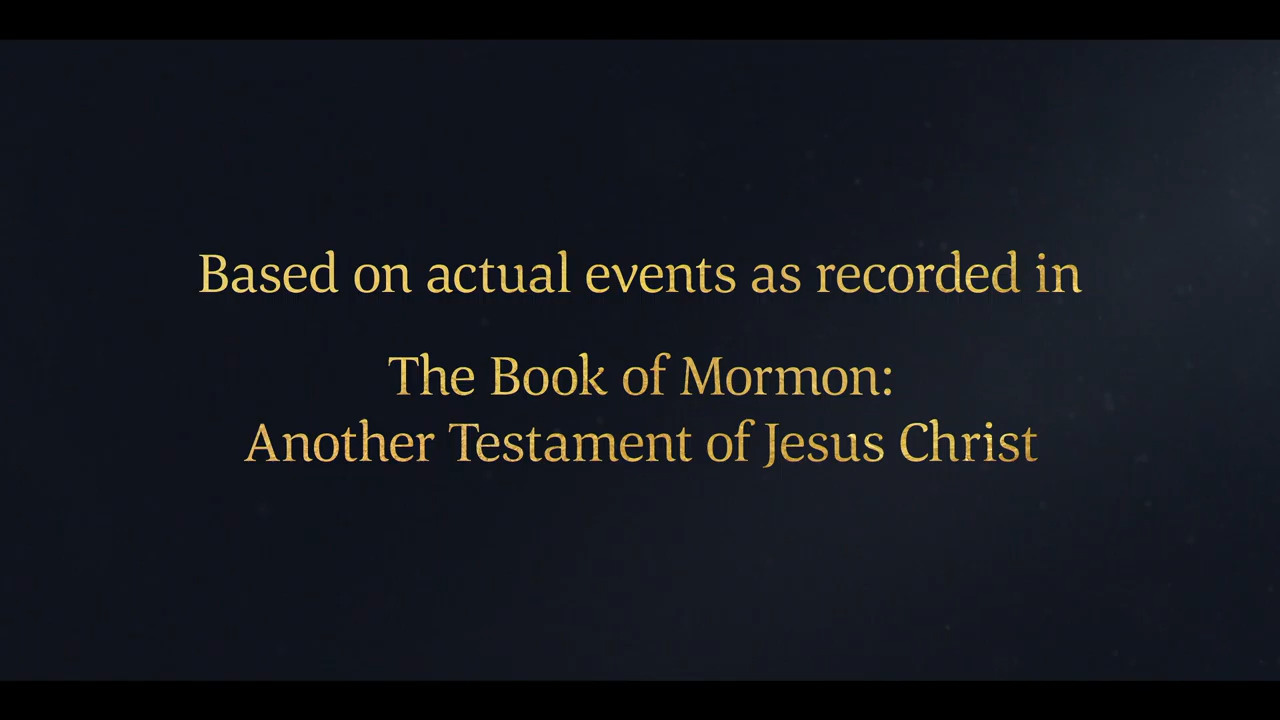 Based on actual events as recorded in
The Book of Mormon:
Another Testament of Jesus Christ